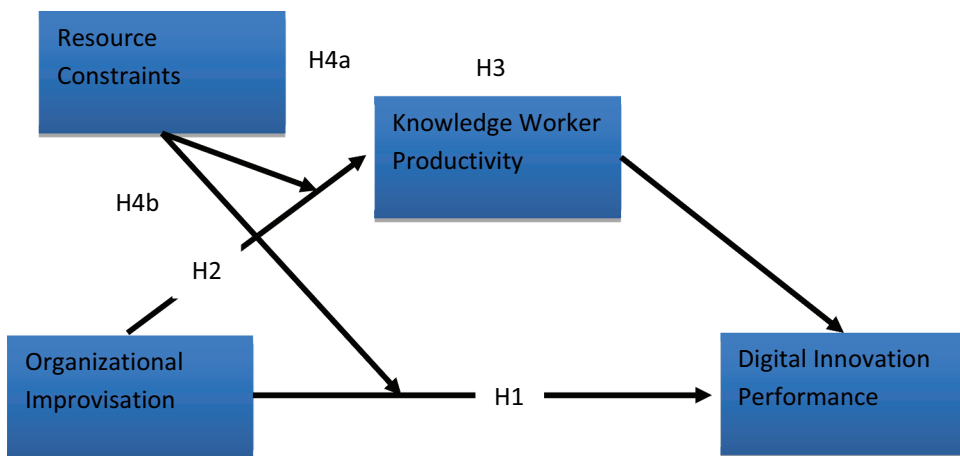 Resource
Constraints
H4a
H3
Knowledge Worker
Productivity
H4b
H2
Organizational
Improvisation
H1
Digital Innovation
Performance